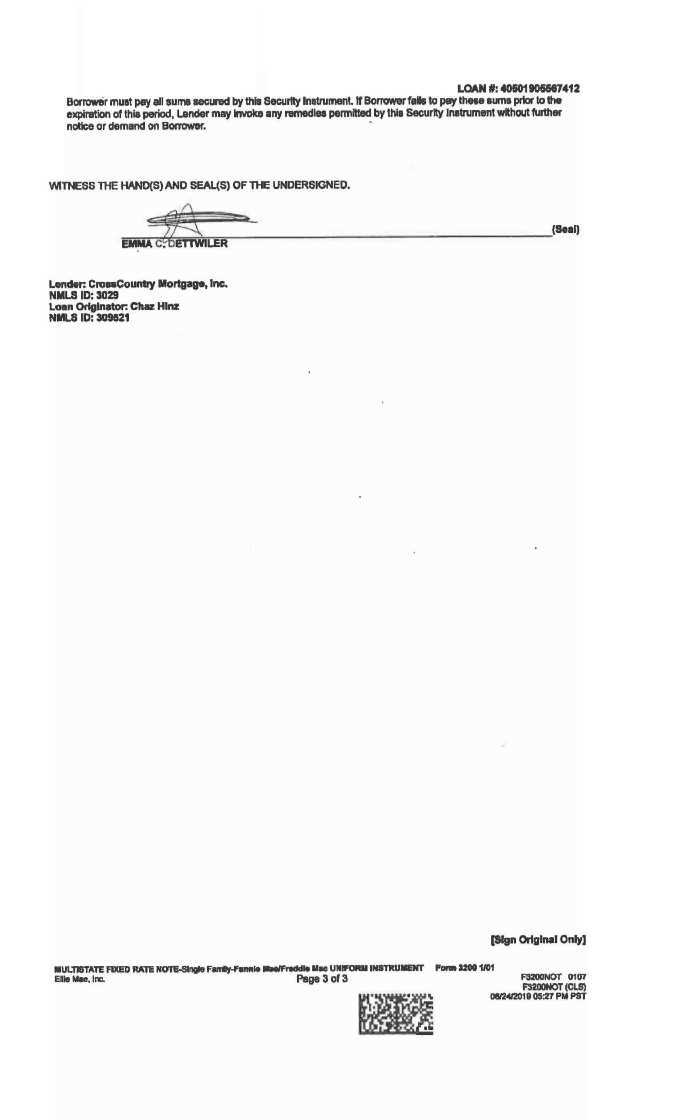 LOAN #: 40501905567412
Borrower must pay all sums secured by this Security Instrument. If Borrower fails to pay these sums prior to the
expiration of this period, Lender may invoke any remedies permitted by this Security Instrument without further
notice or demand on Borrower.
WITNESS THE HAND(S) AND SEAL(S) OF THE UNDERSIGNED.
(Seal)
EMMA C. DETTWILER
Lender: CrossCountry Mortgage, Inc.
NMLS ID: 3029
Loan Originator: Chaz Hinz
NMLS ID: 309521
[Sign Original Only]
MULTISTATE FIXED RATE NOTE-Single Family-Fannie Mae/Freddie Mac UNIFORM INSTRUMENT Form 3200 1/01
Ellie Mae, Inc. Page 3 of 3 F3200NOT 0107
F3200NOT (CLS)
06/24/2019 05:27 PM PST